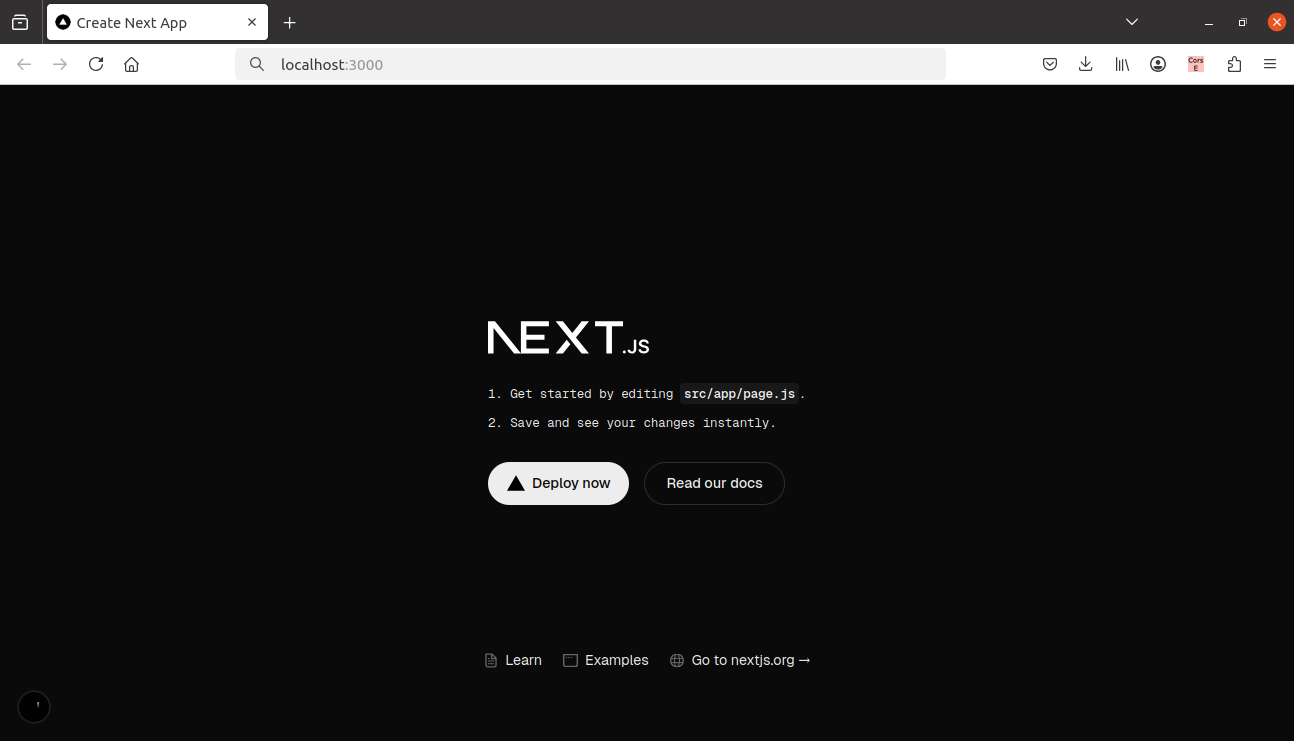 Create Next App
localhost:3000
Cors
E
NEXT.JS
1. Get started by editing src/app/page.js.
2. Save and see your changes instantly.
Deploy now
Read our docs
Learn
Examples
Go to nextjs.org →